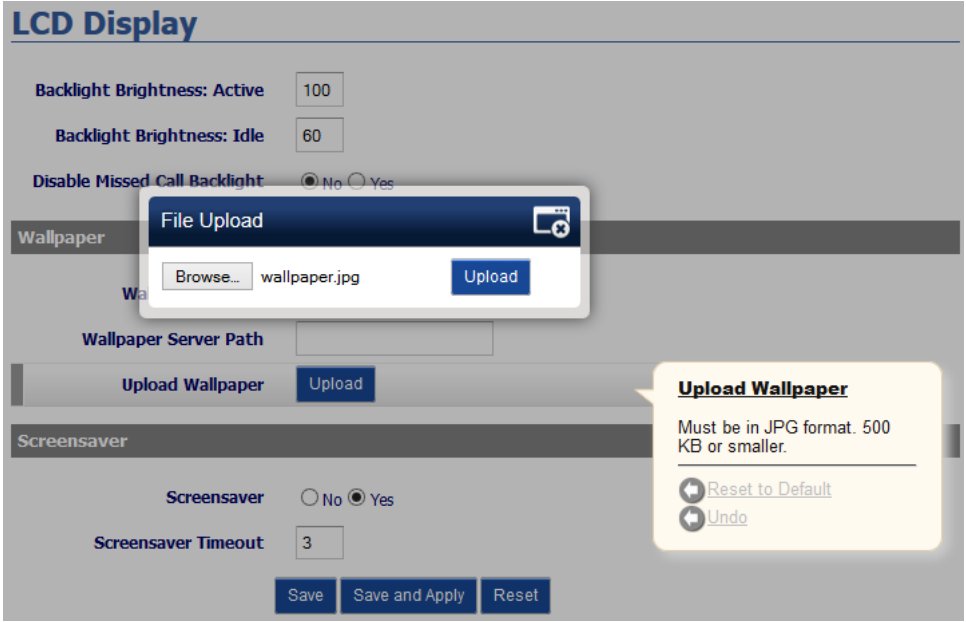 LCD Display
Backlight Brightness: Active 100
Backlight Brightness: Idle 60
Disable Missed Call Backlight No Yes
File Upload
Wallpaper
Browse... wallpaper.jpg Upload
Wallpaper Server Path
Upload Wallpaper Upload
Upload Wallpaper
Must be in JPG format. 500
KB or smaller.
Reset to Default
Undo
Screensaver
Screensaver No Yes
Screensaver Timeout 3
Save Save and Apply Reset